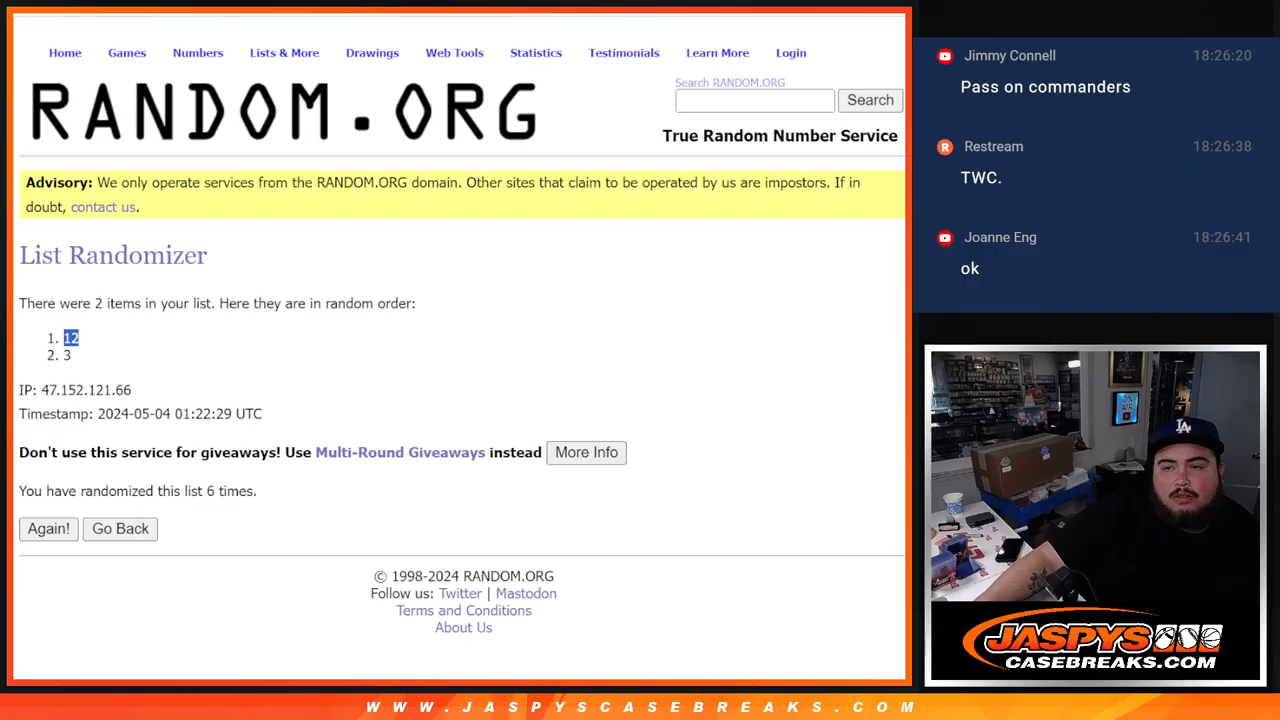 Home Games Numbers Lists & More Drawings Web Tools Statistics Testimonials Learn More Login
RANDOM.ORG
Search RANDOM.ORG
Search
True Random Number Service
Advisory: We only operate services from the RANDOM.ORG domain. Other sites that claim to be operated by us are impostors. If in
doubt, contact us.
List Randomizer
There were 2 items in your list. Here they are in random order:
1. 12
2. 3
IP: 47.152.121.66
Timestamp: 2024-05-04 01:22:29 UTC
Don't use this service for giveaways! Use Multi-Round Giveaways instead More Info
You have randomized this list 6 times.
Again! Go Back
© 1998-2024 RANDOM.ORG
Follow us: Twitter | Mastodon
Terms and Conditions
About Us
Jimmy Connell 18:26:20
Pass on commanders
R Restream 18:26:38
TWC.
Joanne Eng 18:26:41
ok
ON
AIR
LA
JASPYS
CASEBREAKS.COM
WWW.JASPYSCASEBREAKS.COM